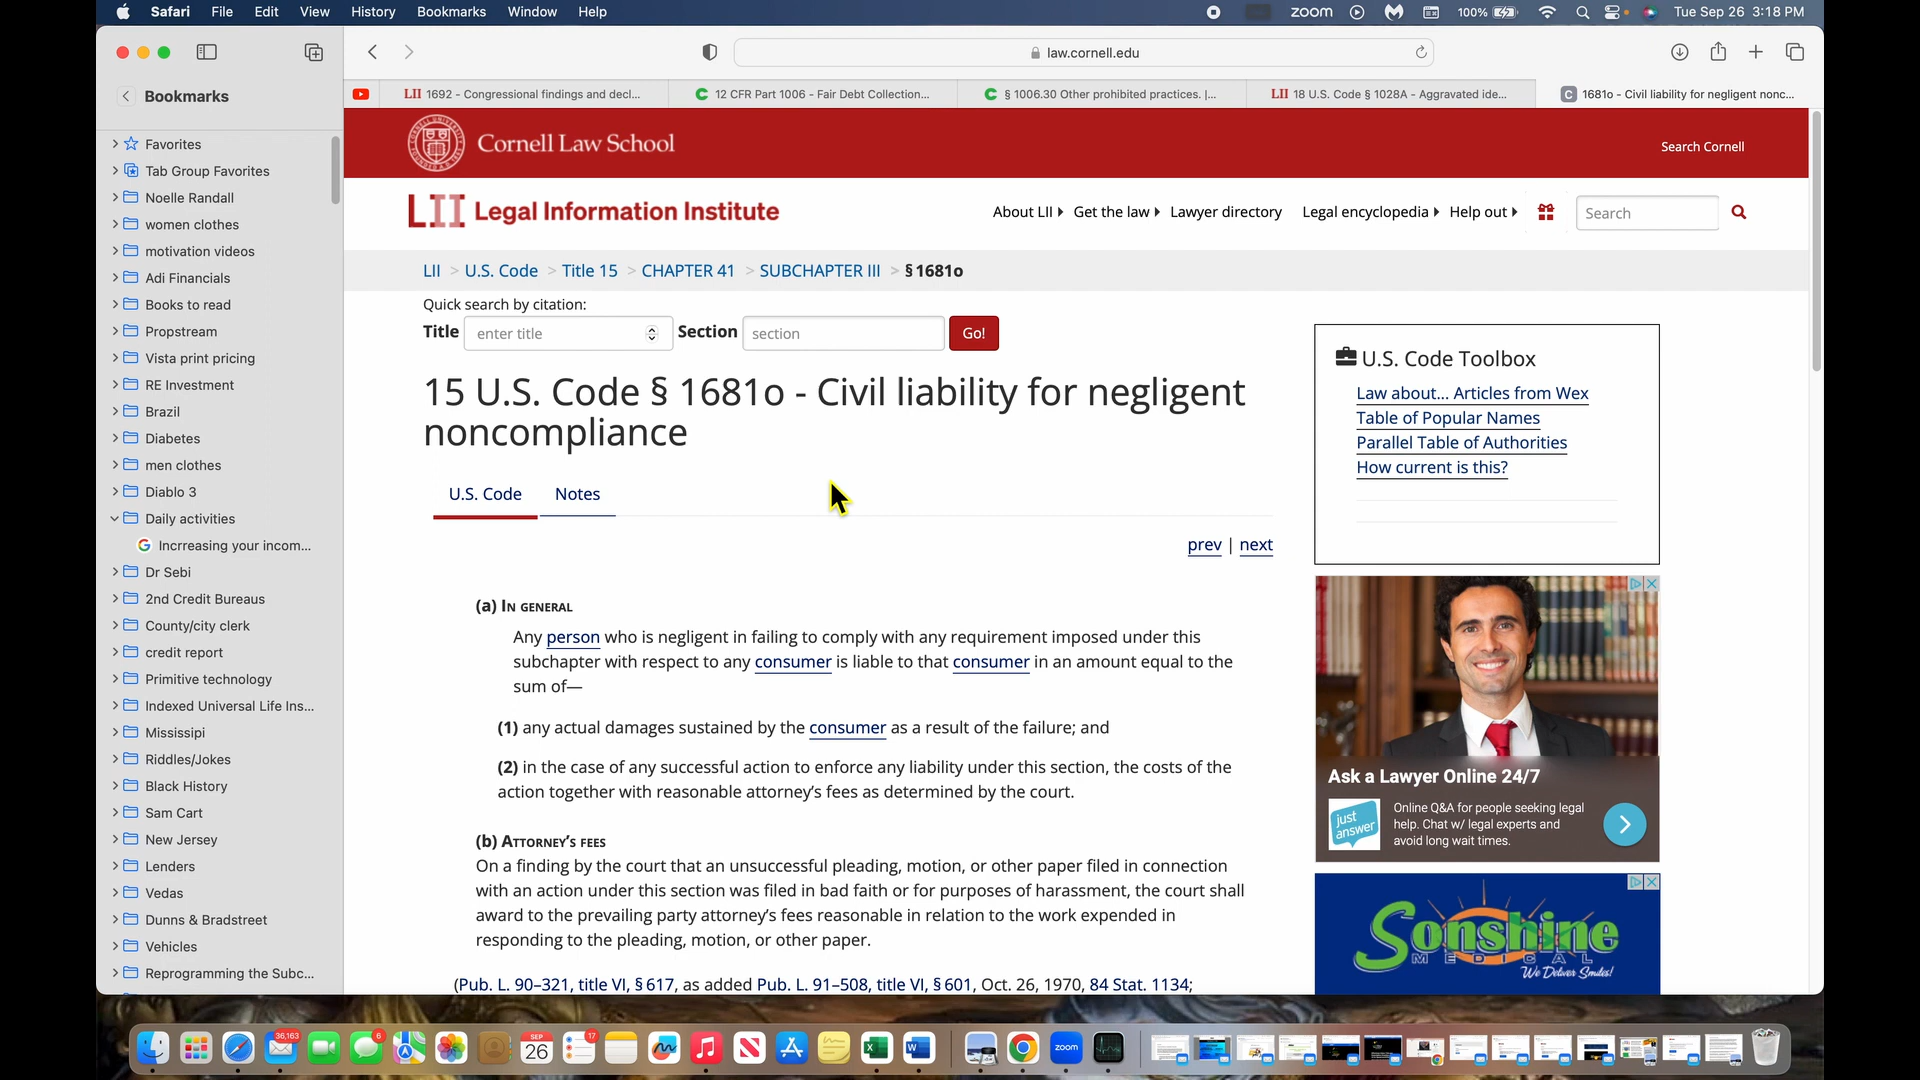 Safari File Edit View History Bookmarks Window Help
zoom 100% Tue Sep 26 3:18 PM
law.cornell.edu
Bookmarks
LII 1692 - Congressional findings and decl...
12 CFR Part 1006 - Fair Debt Collection...
§ 1006.30 Other prohibited practices. |...
LII 18 U.S. Code § 1028A - Aggravated ide...
C 1681o - Civil liability for negligent nonc...
Favorites
Tab Group Favorites
Noelle Randall
women clothes
motivation videos
Adi Financials
Books to read
Propstream
Vista print pricing
RE Investment
Brazil
Diabetes
men clothes
Diablo 3
Daily activities
Incrreasing your incom...
Dr Sebi
2nd Credit Bureaus
County/city clerk
credit report
Primitive technology
Indexed Universal Life Ins...
Mississipi
Riddles/Jokes
Black History
Sam Cart
New Jersey
Lenders
Vedas
Dunns & Bradstreet
Vehicles
Reprogramming the Subc...
Cornell Law School
Search Cornell
LII Legal Information Institute
About LII Get the law Lawyer directory Legal encyclopedia Help out Search
LII > U.S. Code > Title 15 > CHAPTER 41 > SUBCHAPTER III > § 1681o
Quick search by citation:
Title enter title Section section Go!
15 U.S. Code § 1681o - Civil liability for negligent
noncompliance
U.S. Code Notes
prev | next
(a) In general
Any person who is negligent in failing to comply with any requirement imposed under this
subchapter with respect to any consumer is liable to that consumer in an amount equal to the
sum of—
(1) any actual damages sustained by the consumer as a result of the failure; and
(2) in the case of any successful action to enforce any liability under this section, the costs of the
action together with reasonable attorney's fees as determined by the court.
(b) Attorney's fees
On a finding by the court that an unsuccessful pleading, motion, or other paper filed in connection
with an action under this section was filed in bad faith or for purposes of harassment, the court shall
award to the prevailing party attorney's fees reasonable in relation to the work expended in
responding to the pleading, motion, or other paper.
(Pub. L. 90–321, title VI, § 617, as added Pub. L. 91–508, title VI, § 601, Oct. 26, 1970, 84 Stat. 1134;
U.S. Code Toolbox
Law about... Articles from Wex
Table of Popular Names
Parallel Table of Authorities
How current is this?
Ask a Lawyer Online 24/7
just
answer
Online Q&A for people seeking legal
help. Chat w/ legal experts and
avoid long wait times.
Sonshine
MEDICAL
We Deliver Smiles!
36,163
6
SEP
26
17
zoom